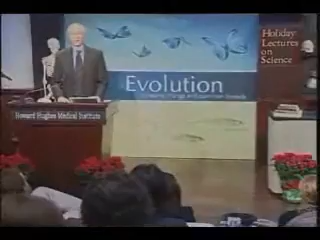 Holiday
Lectures on
Science
Evolution
Howard Hughes Medical Institute